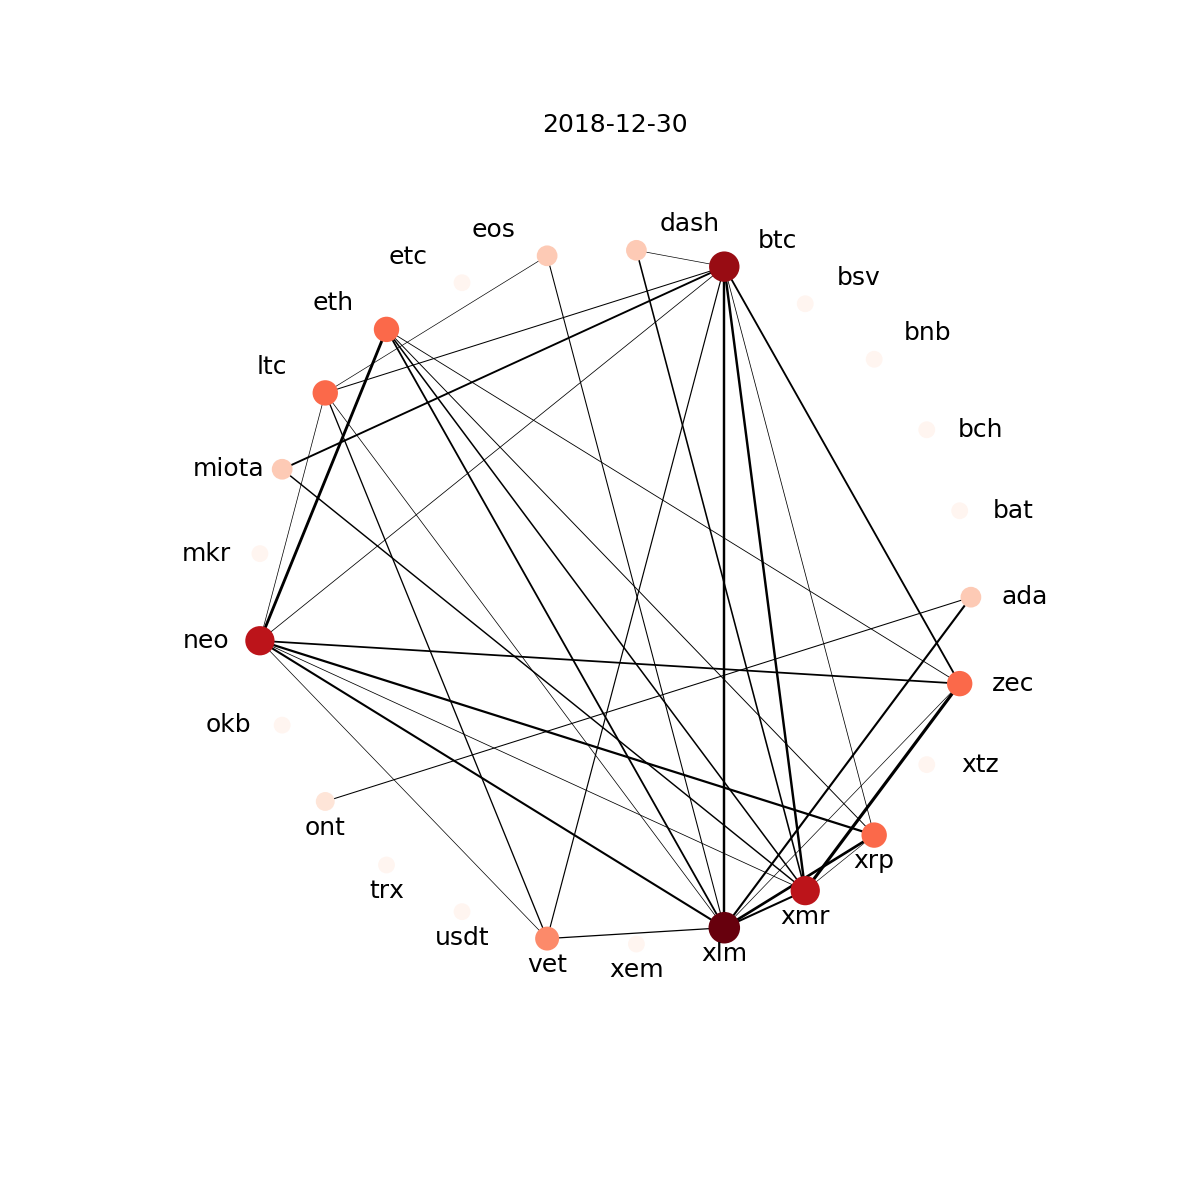 2018-12-30
dash
eos
btc
etc
bsv
eth
bnb
ltc
bch
miota
bat
mkr
ada
neo
zec
okb
xtz
ont
xrp
trx
xmr
usdt
xlm
vet
xem